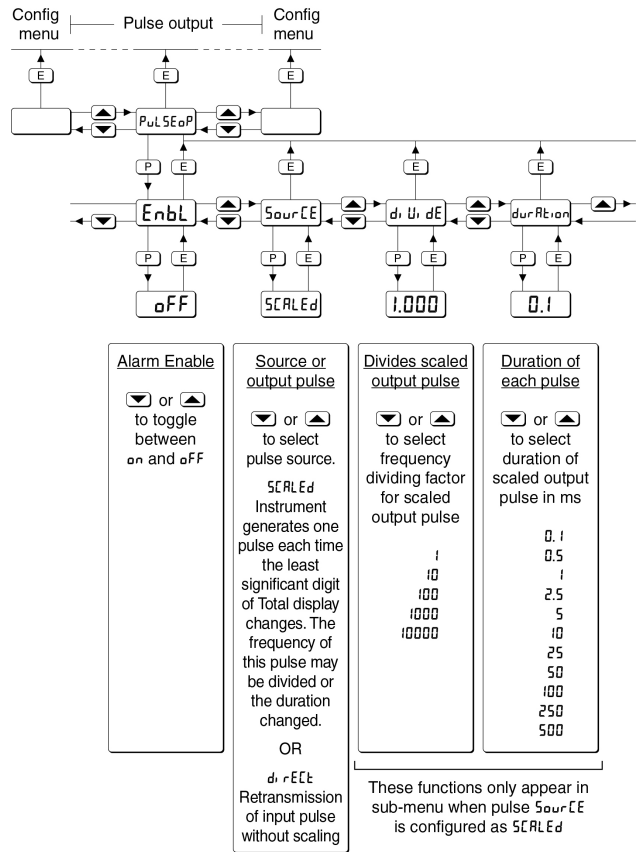 Config menu
Pulse output
Config menu
E E E
PuLSEoP
P E E E E
EnbL SourCE diVidE durAtion
P E P E P E P E
oFF SCALEd 1.000 0.1
Alarm Enable
or
to toggle
between
on and oFF
Source or
output pulse
or
to select
pulse source.
SCALEd
Instrument
generates one
pulse each time
the least
significant digit
of Total display
changes. The
frequency of
this pulse may
be divided or
the duration
changed.
OR
dirECt
Retransmission
of input pulse
without scaling
Divides scaled
output pulse
or
to select
frequency
dividing factor
for scaled
output pulse
1
10
100
1000
10000
Duration of
each pulse
or
to select
duration of
scaled output
pulse in ms
0.1
0.5
1
2.5
5
10
25
50
100
250
500
These functions only appear in
sub-menu when pulse SourCE
is configured as SCALEd